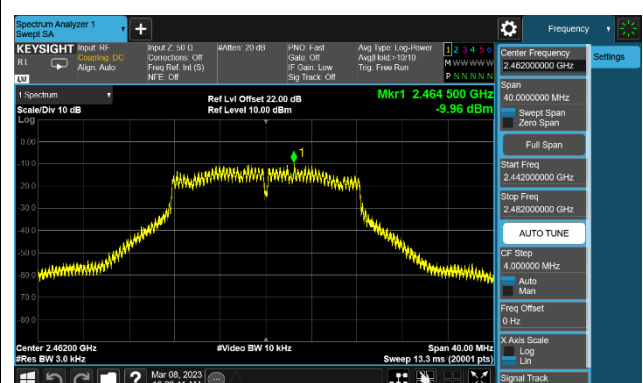 Spectrum Analyzer 1
Swept SA
Frequency
KEYSIGHT
RL
Input: RF
Coupling: DC
Align: Auto
Input Z: 50 Ω
Corrections: Off
Freq Ref: Int (S)
NFE: Off
#Atten: 20 dB
PNO: Fast
Gate: Off
IF Gain: Low
Sig Track: Off
Avg Type: Log-Power
Avg|Hold:>10/10
Trig: Free Run
1 2 3 4 5 6
M W W W W W
P N N N N N
1 Spectrum
Scale/Div 10 dB
Log
Ref Lvl Offset 22.00 dB
Ref Level 10.00 dBm
Mkr1 2.464 500 GHz
-9.96 dBm
1
0.00
-10.0
-20.0
-30.0
-40.0
-50.0
-60.0
-70.0
-80.0
Center 2.46200 GHz
#Res BW 3.0 kHz
#Video BW 10 kHz
Span 40.00 MHz
Sweep 13.3 ms (20001 pts)
Mar 08, 2023
Center Frequency
2.462000000 GHz
Settings
Span
40.0000000 MHz
Swept Span
Zero Span
Full Span
Start Freq
2.442000000 GHz
Stop Freq
2.482000000 GHz
AUTO TUNE
CF Step
4.000000 MHz
Auto
Man
Freq Offset
0 Hz
X Axis Scale
Log
Lin
Signal Track